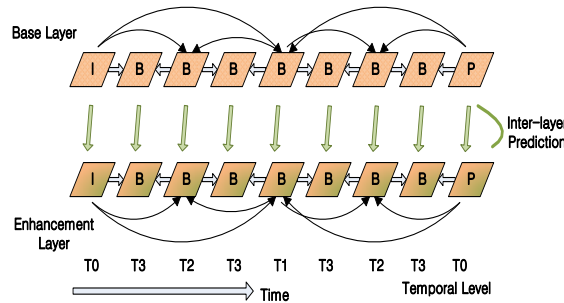 Base Layer
I B B B B B B B P
Inter-layer
Prediction
I B B B B B B B P
Enhancement
Layer
T0 T3 T2 T3 T1 T3 T2 T3 T0
Time
Temporal Level